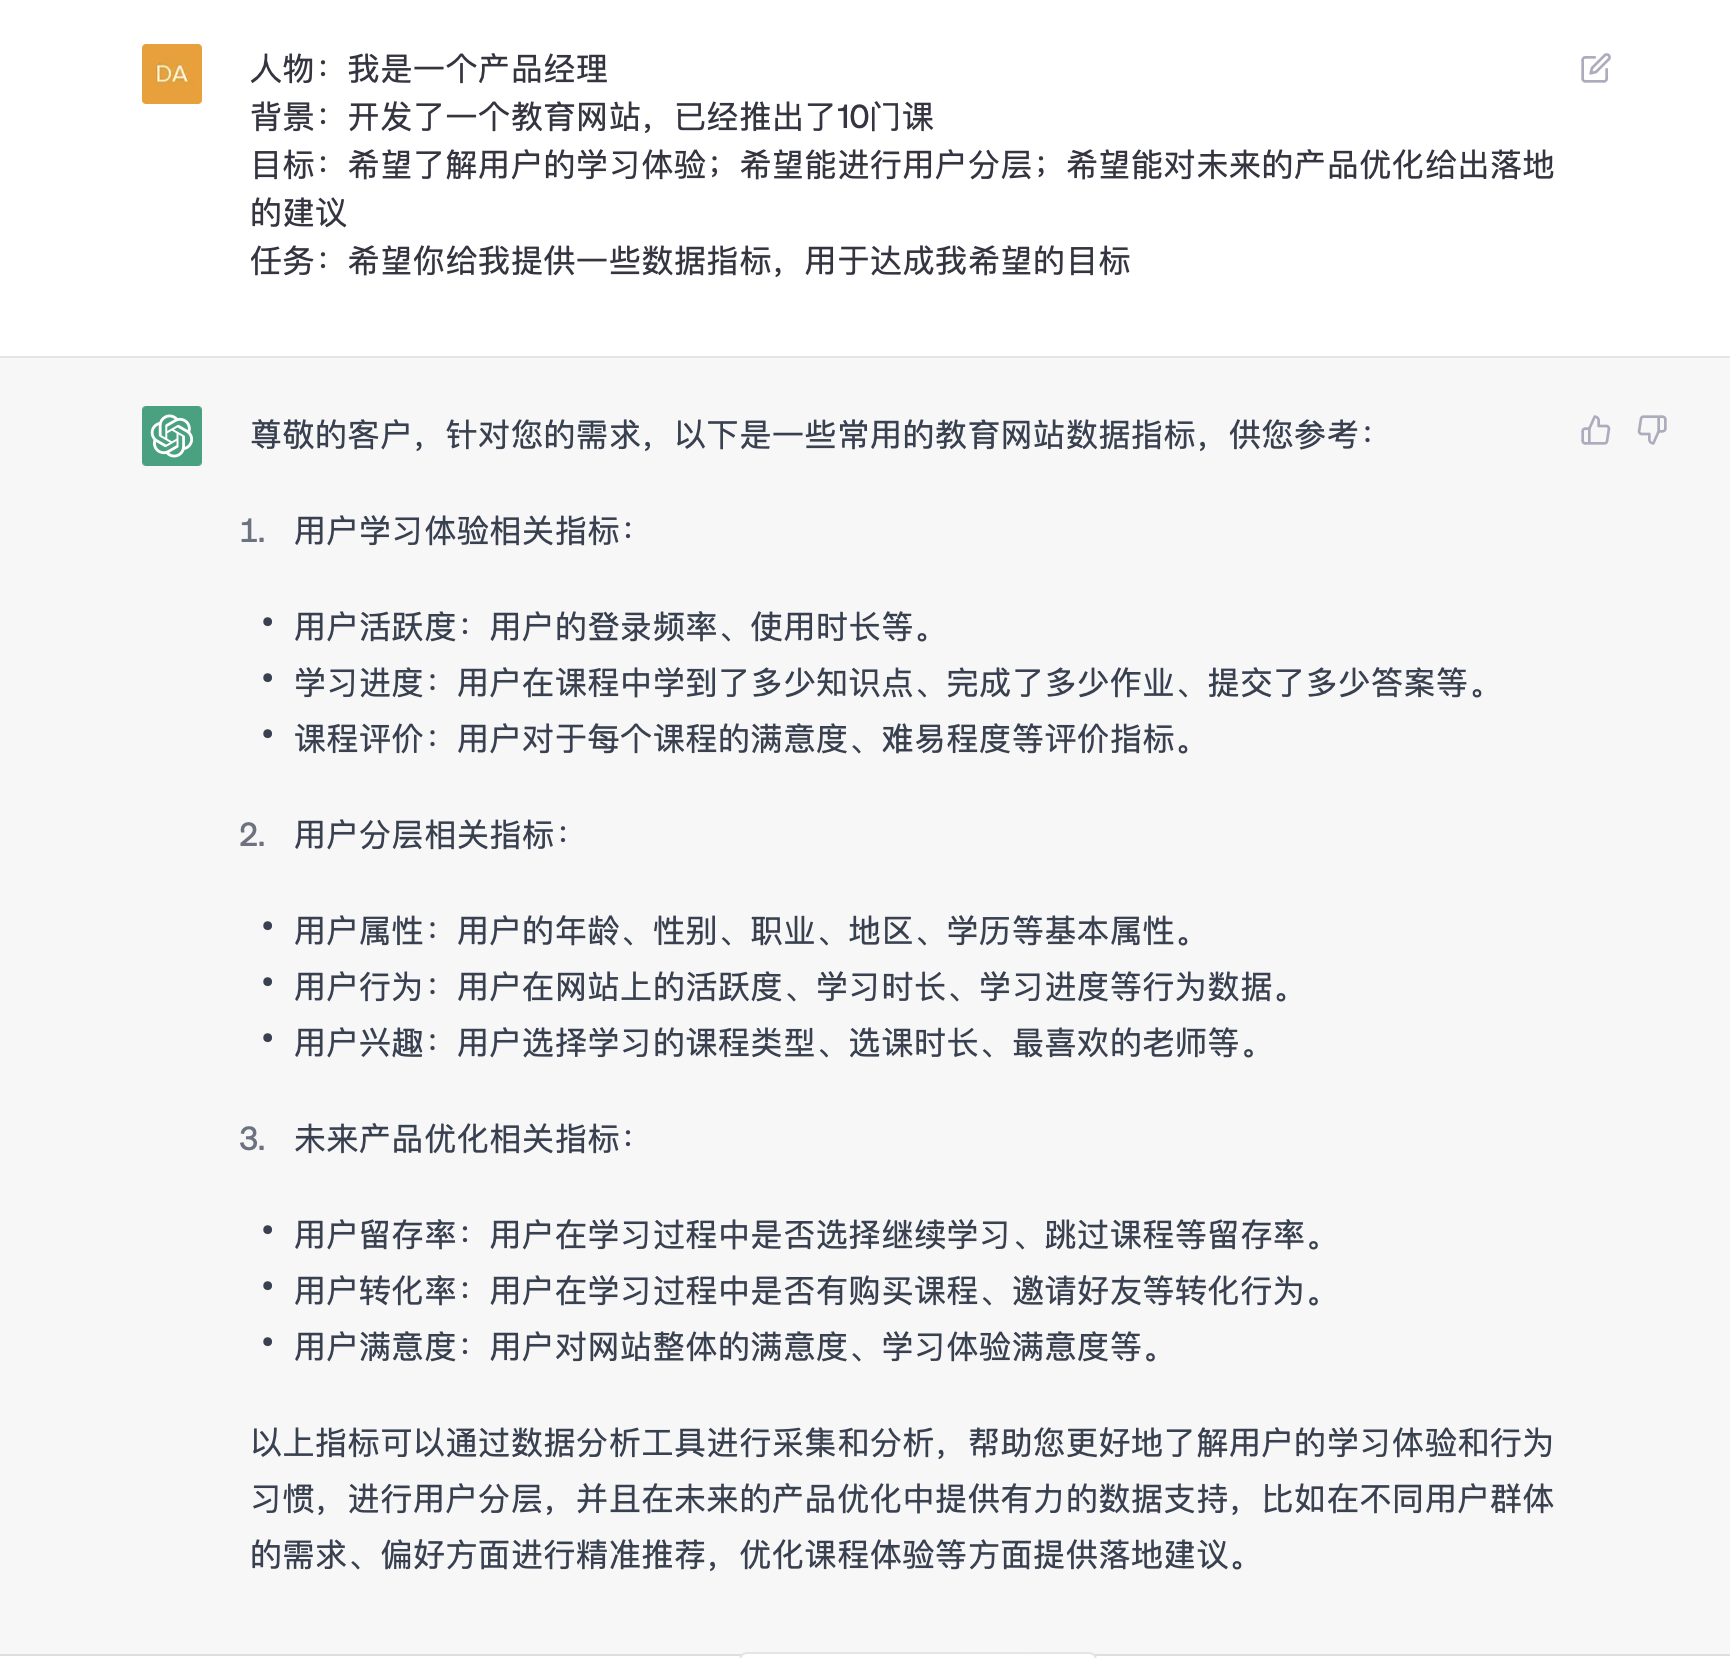 DA
人物：我是一个产品经理
背景：开发了一个教育网站，已经推出了10门课
目标：希望了解用户的学习体验；希望能进行用户分层；希望能对未来的产品优化给出落地
的建议
任务：希望你给我提供一些数据指标，用于达成我希望的目标
尊敬的客户，针对您的需求，以下是一些常用的教育网站数据指标，供您参考：
1. 用户学习体验相关指标：
• 用户活跃度：用户的登录频率、使用时长等。
• 学习进度：用户在课程中学到了多少知识点、完成了多少作业、提交了多少答案等。
• 课程评价：用户对于每个课程的满意度、难易程度等评价指标。
2. 用户分层相关指标：
• 用户属性：用户的年龄、性别、职业、地区、学历等基本属性。
• 用户行为：用户在网站上的活跃度、学习时长、学习进度等行为数据。
• 用户兴趣：用户选择学习的课程类型、选课时长、最喜欢的老师等。
3. 未来产品优化相关指标：
• 用户留存率：用户在学习过程中是否选择继续学习、跳过课程等留存率。
• 用户转化率：用户在学习过程中是否有购买课程、邀请好友等转化行为。
• 用户满意度：用户对网站整体的满意度、学习体验满意度等。
以上指标可以通过数据分析工具进行采集和分析，帮助您更好地了解用户的学习体验和行为
习惯，进行用户分层，并且在未来的产品优化中提供有力的数据支持，比如在不同用户群体
的需求、偏好方面进行精准推荐，优化课程体验等方面提供落地建议。